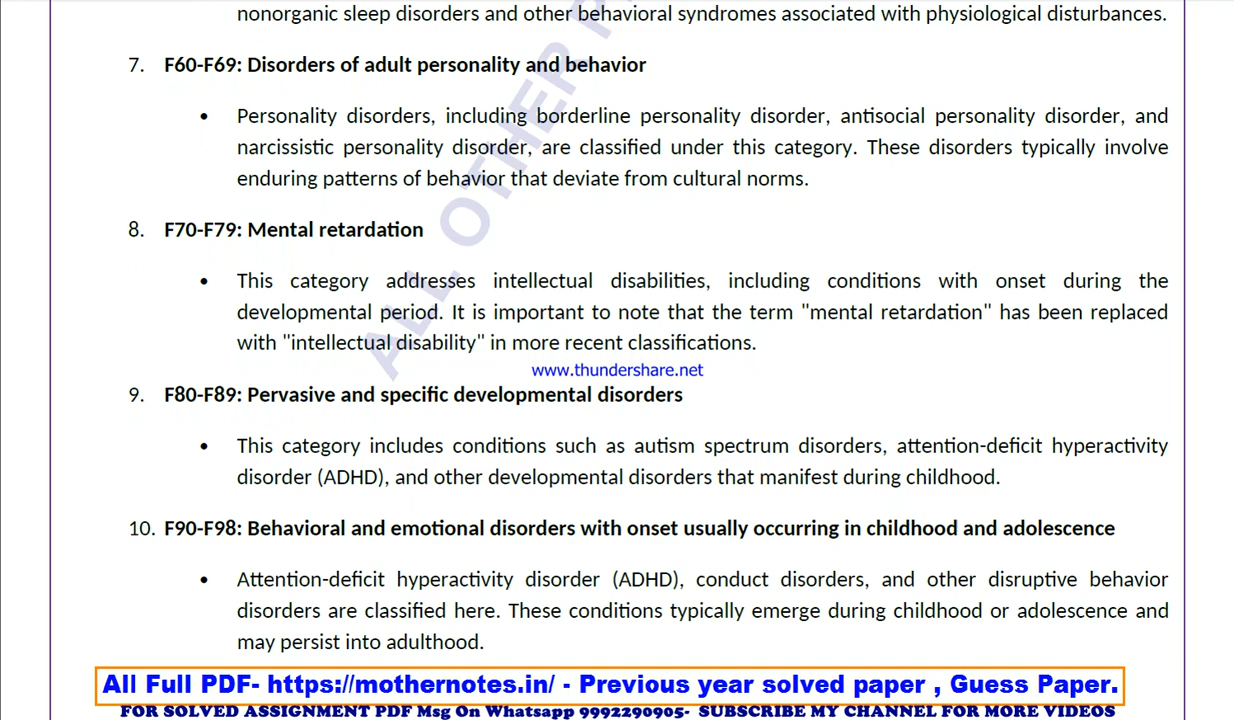 nonorganic sleep disorders and other behavioral syndromes associated with physiological disturbances.
7. F60-F69: Disorders of adult personality and behavior
• Personality disorders, including borderline personality disorder, antisocial personality disorder, and
narcissistic personality disorder, are classified under this category. These disorders typically involve
enduring patterns of behavior that deviate from cultural norms.
8. F70-F79: Mental retardation
• This category addresses intellectual disabilities, including conditions with onset during the
developmental period. It is important to note that the term "mental retardation" has been replaced
with "intellectual disability" in more recent classifications.
www.thundershare.net
9. F80-F89: Pervasive and specific developmental disorders
• This category includes conditions such as autism spectrum disorders, attention-deficit hyperactivity
disorder (ADHD), and other developmental disorders that manifest during childhood.
10. F90-F98: Behavioral and emotional disorders with onset usually occurring in childhood and adolescence
• Attention-deficit hyperactivity disorder (ADHD), conduct disorders, and other disruptive behavior
disorders are classified here. These conditions typically emerge during childhood or adolescence and
may persist into adulthood.
All Full PDF- https://mothernotes.in/ - Previous year solved paper , Guess Paper.
FOR SOLVED ASSIGNMENT PDF Msg On Whatsapp 9992290905- SUBSCRIBE MY CHANNEL FOR MORE VIDEOS
ALL OTHER